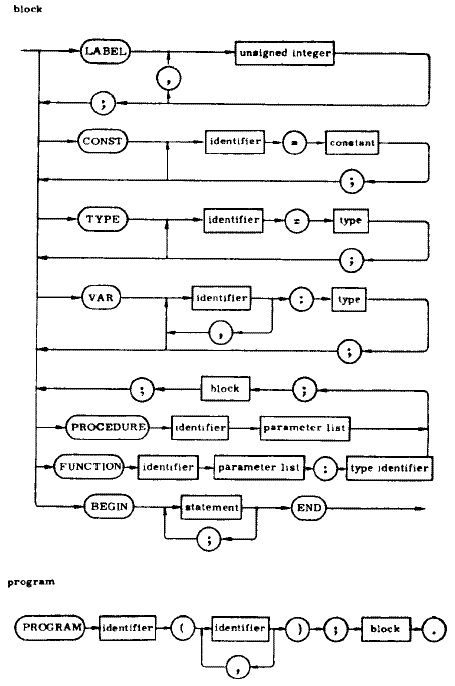 block
LABEL unsigned integer
,
;
CONST identifier = constant
;
TYPE identifier = type
;
VAR identifier : type
,
;
; block ;
PROCEDURE identifier parameter list
FUNCTION identifier parameter list : type identifier
BEGIN statement END
;
program
PROGRAM identifier ( identifier ) ; block .
,